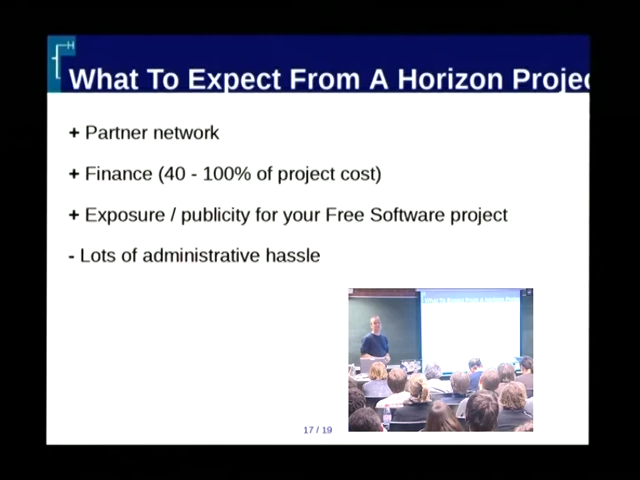 fH
What To Expect From A Horizon Projec
+ Partner network
+ Finance (40 - 100% of project cost)
+ Exposure / publicity for your Free Software project
- Lots of administrative hassle
17 / 19